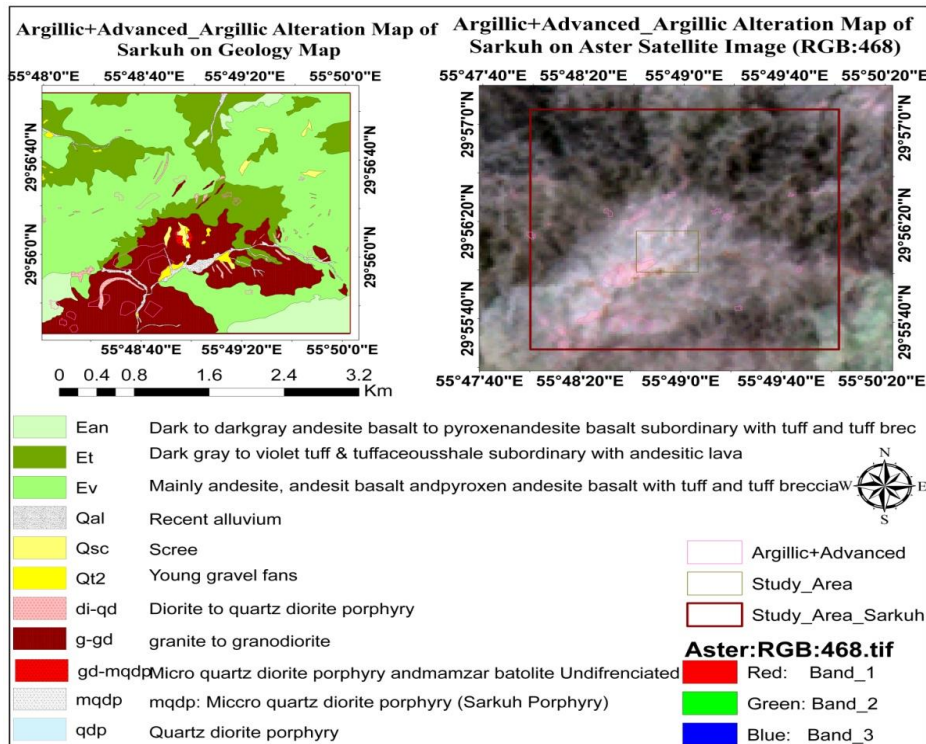 Argillic+Advanced_Argillic Alteration Map of
Sarkuh on Geology Map
55°48'0"E 55°48'40"E 55°49'20"E 55°50'0"E
29°56'40"N 29°56'40"N
29°56'0"N 29°56'0"N
55°48'40"E 55°49'20"E 55°50'0"E
0 0.4 0.8 1.6 2.4 3.2
Km
Argillic+Advanced_Argillic Alteration Map of
Sarkuh on Aster Satellite Image (RGB:468)
55°47'40"E 55°48'20"E 55°49'0"E 55°49'40"E 55°50'20"E
29°57'0"N 29°57'0"N
29°56'20"N 29°56'20"N
29°55'40"N 29°55'40"N
55°47'40"E 55°48'20"E 55°49'0"E 55°49'40"E 55°50'20"E
Ean Dark to darkgray andesite basalt to pyroxenandesite basalt subordinary with tuff and tuff brec
Et Dark gray to violet tuff & tuffaceousshale subordinary with andesitic lava
Ev Mainly andesite, andesit basalt andpyroxen andesite basalt with tuff and tuff breccia
Qal Recent alluvium
Qsc Scree
Qt2 Young gravel fans
di-qd Diorite to quartz diorite porphyry
g-gd granite to granodiorite
gd-mqdp Micro quartz diorite porphyry andmamzar batolite Undifrenciated
mqdp mqdp: Miccro quartz diorite porphyry (Sarkuh Porphyry)
qdp Quartz diorite porphyry
N
W E
S
Argillic+Advanced
Study_Area
Study_Area_Sarkuh
Aster:RGB:468.tif
Red: Band_1
Green: Band_2
Blue: Band_3